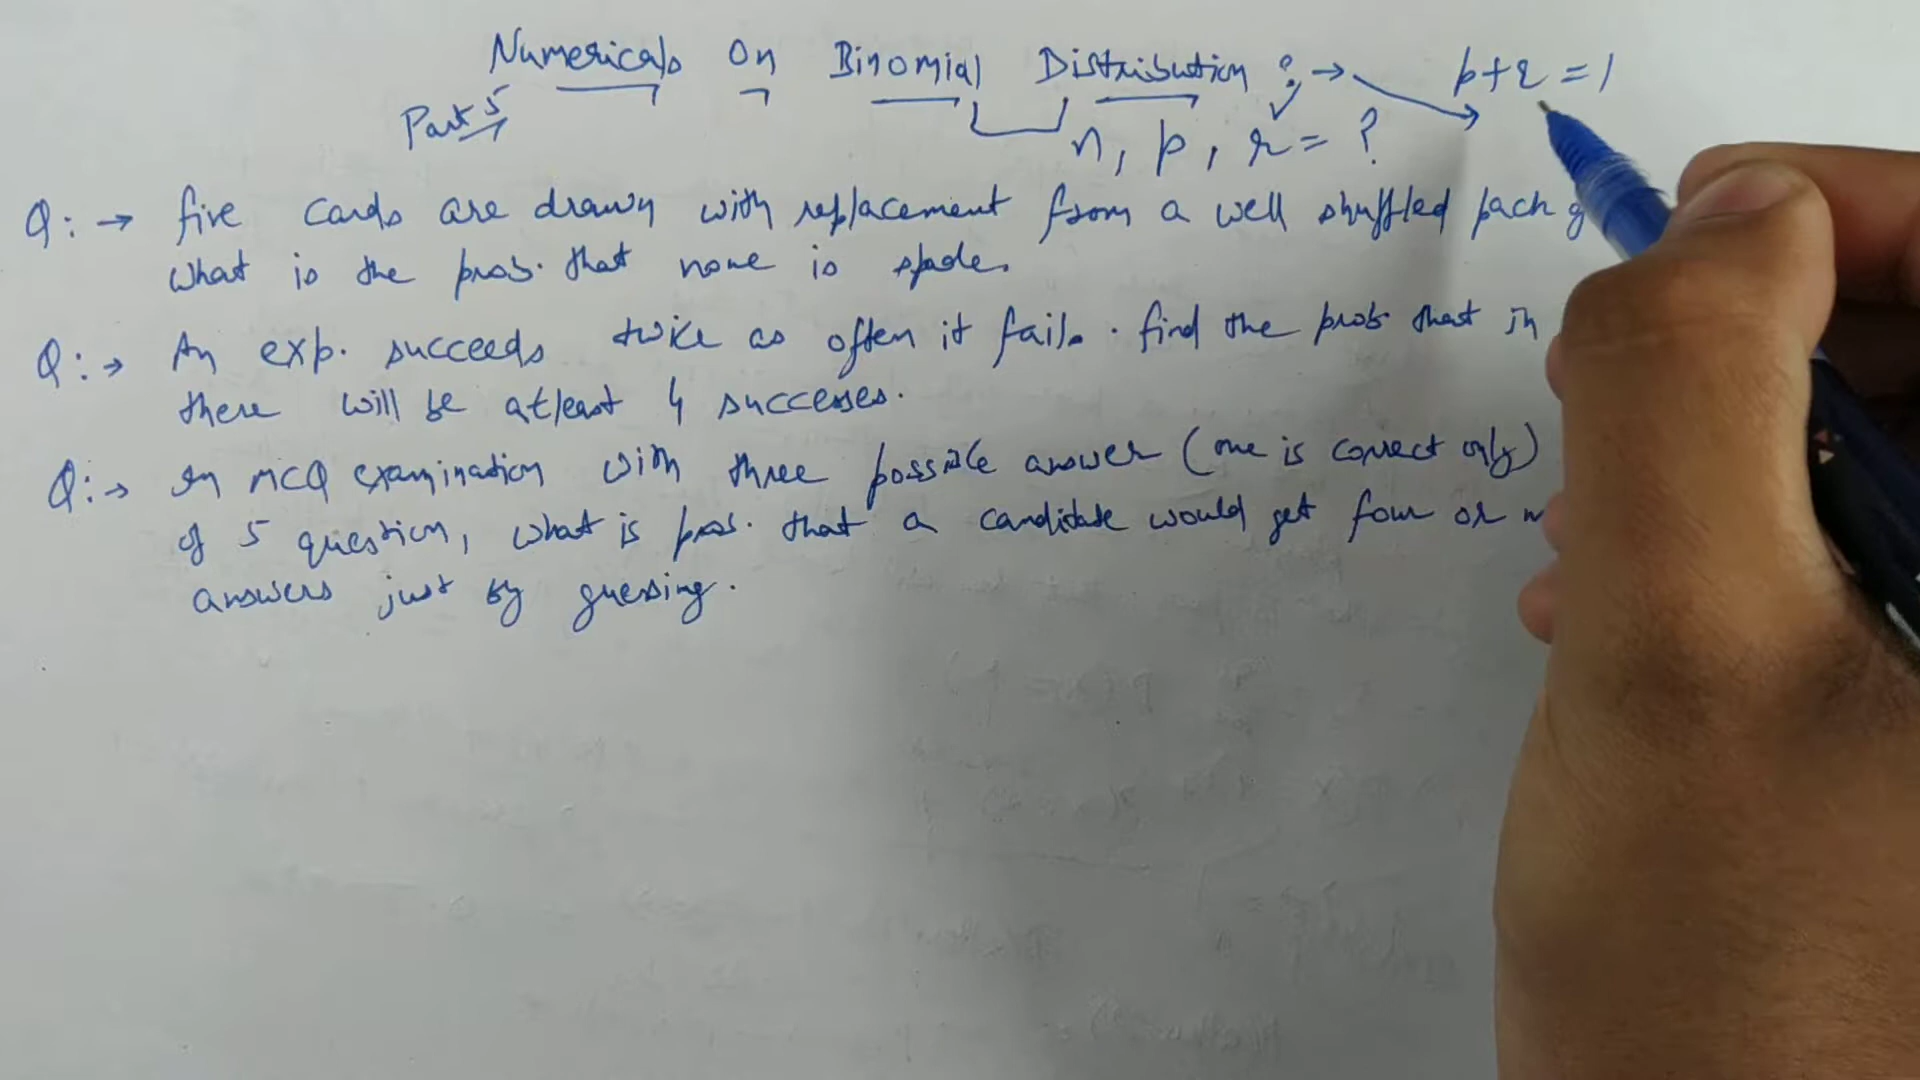 Numericals On Binomial Distribution :→ p+q=1
Part 5
n, p, r = ?
Q:→ five cards are drawn with replacement from a well shuffled pack
What is the prob. that none is spade.
Q:→ An exp. succeeds twice as often it fails. find the prob. that in
there will be atleast 4 successes.
Q:→ In MCQ examination with three possible answer (one is correct only)
of 5 question, what is prob. that a candidate would get four or
answers just by guessing.